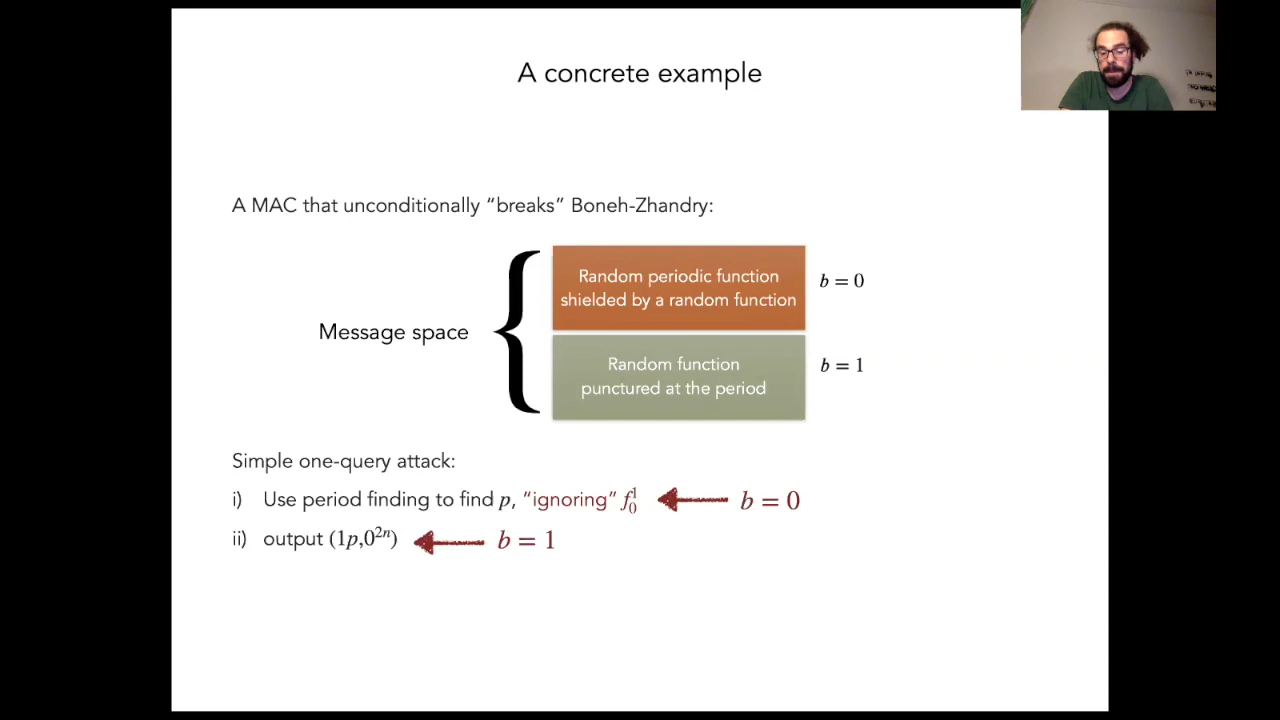 A concrete example
A MAC that unconditionally “breaks” Boneh-Zhandry:
Message space
{
Random periodic function
shielded by a random function
b = 0
Random function
punctured at the period
b = 1
Simple one-query attack:
i) Use period finding to find p, “ignoring” f₀¹ b = 0
ii) output (1p,0²ⁿ) b = 1